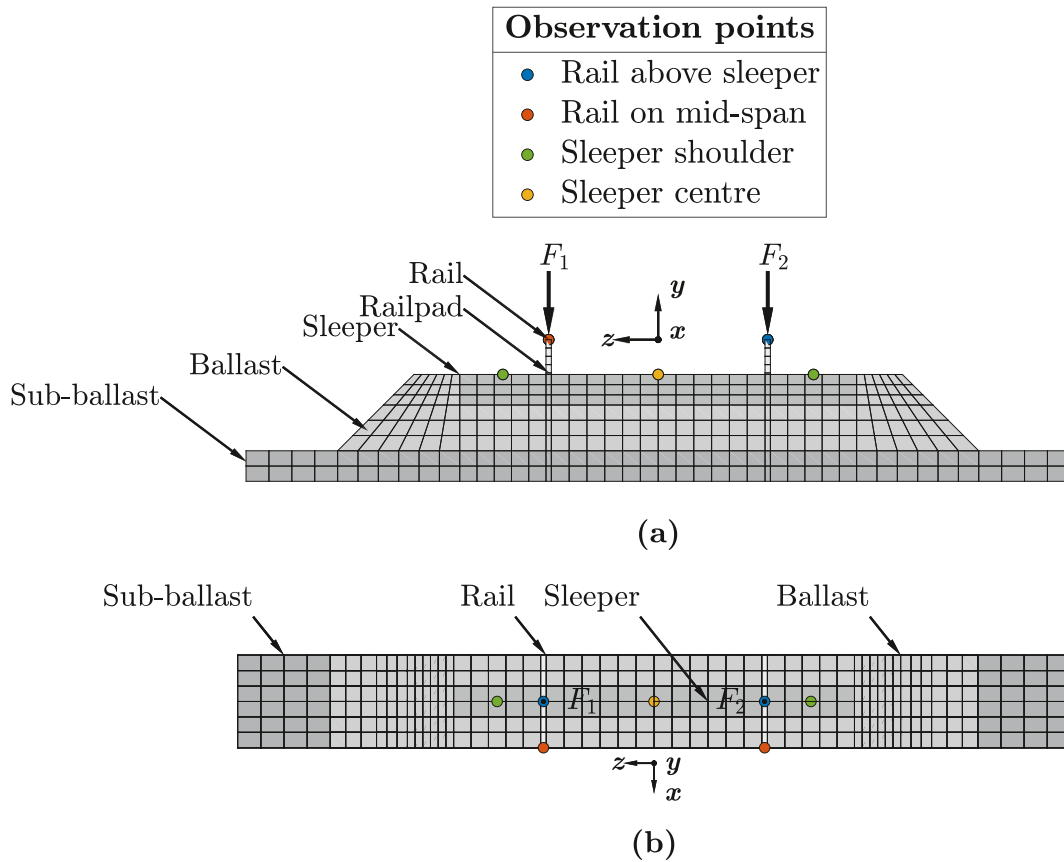 Observation points
Rail above sleeper
Rail on mid-span
Sleeper shoulder
Sleeper centre
F1
F2
Rail
y
Railpad
Sleeper
z
x
Ballast
Sub-ballast
(a)
Sub-ballast
Rail
Sleeper
Ballast
F1
F2
z
y
x
(b)